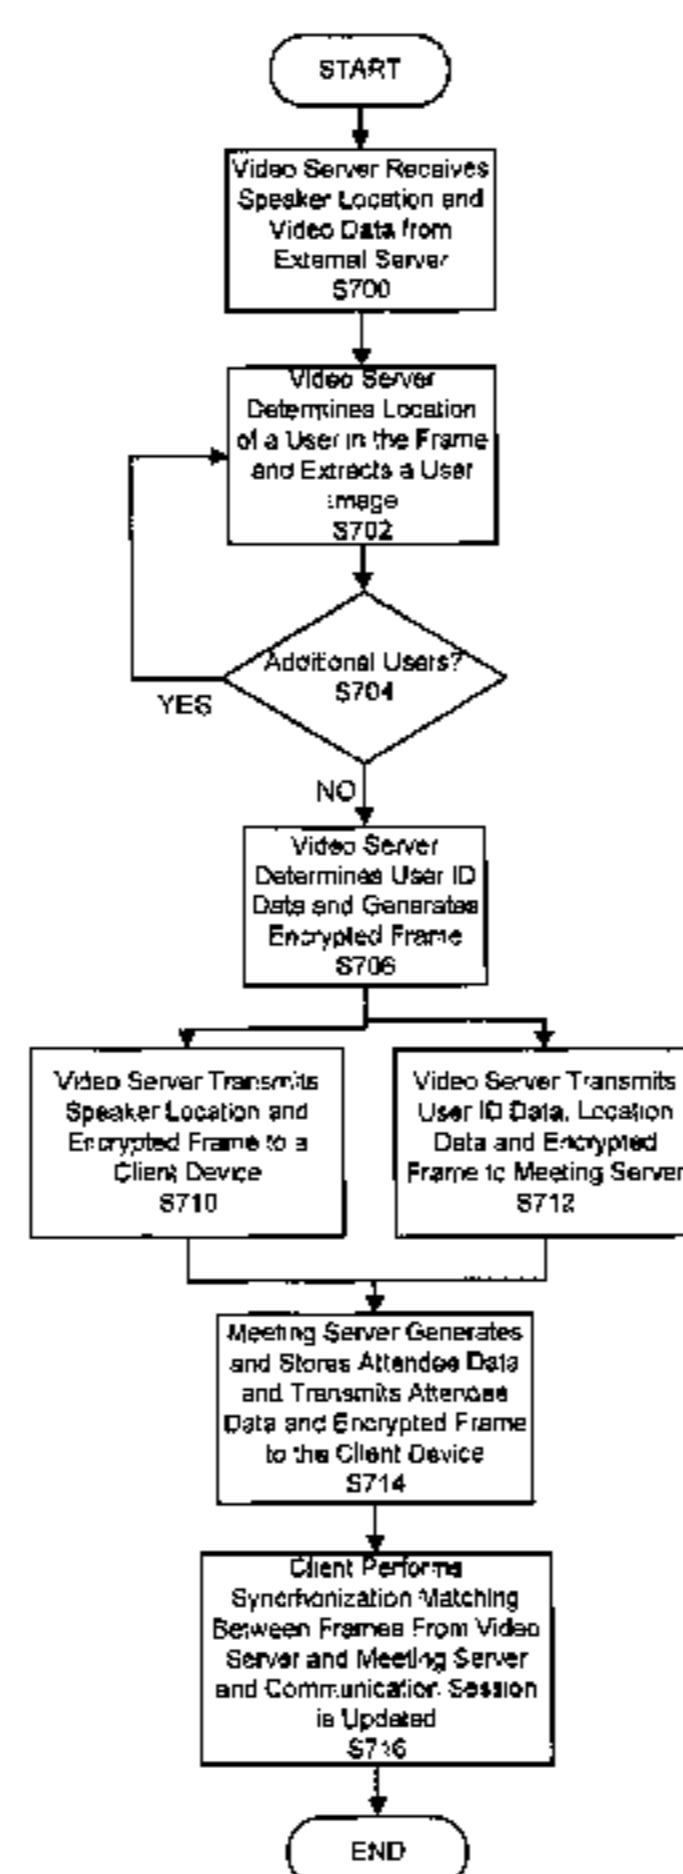 START
Video Server Receives
Speaker Location and
Video Data from
External Server
S700
Video Server
Determines Location
of a User in the Frame
and Extracts a User
Image
S702
Additional Users?
S704
YES
NO
Video Server
Determines User ID
Data and Generates
Encrypted Frame
S706
Video Server Transmits
Speaker Location and
Encrypted Frame to a
Client Device
S710
Video Server Transmits
User ID Data, Location
Data and Encrypted
Frame to Meeting Server
S712
Meeting Server Generates
and Stores Attendee Data
and Transmits Attendee
Data and Encrypted Frame
to the Client Device
S714
Client Performs
Synchronization Matching
Between Frames From Video
Server and Meeting Server
and Communication Session
is Updated
S716
END